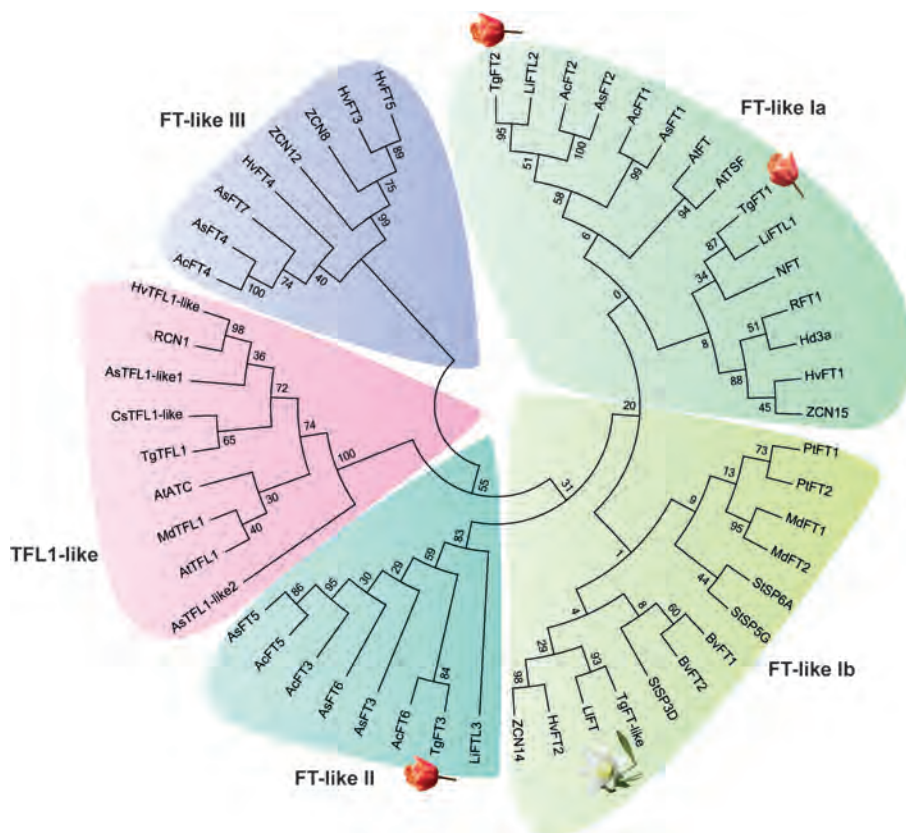 FT-like III
HvFT5
HvFT3
ZCN8
ZCN12
HvFT4
AsFT7
AsFT4
AcFT4
89
75
99
40
74
100
FT-like Ia
TgFT2
LiFTL2
AcFT2
AsFT2
AcFT1
AsFT1
AtFT
AtTSF
TgFT1
LiFTL1
NFT
RFT1
Hd3a
HvFT1
ZCN15
95
100
51
99
58
94
6
0
87
34
8
51
88
45
TFL1-like
HvTFL1-like
RCN1
AsTFL1-like1
CsTFL1-like
TgTFL1
AtATC
MdTFL1
AtTFL1
AsTFL1-like2
98
36
72
65
74
30
40
100
20
31
55
FT-like II
AsFT5
AcFT5
AcFT3
AsFT6
AsFT3
AcFT6
TgFT3
LiFTL3
86
95
30
29
59
83
84
FT-like Ib
PtFT1
PtFT2
MdFT1
MdFT2
StSP6A
StSP5G
BvFT1
BvFT2
StSP3D
TgFT-like
LiFT
HvFT2
ZCN14
73
13
95
9
44
1
4
8
60
29
93
98